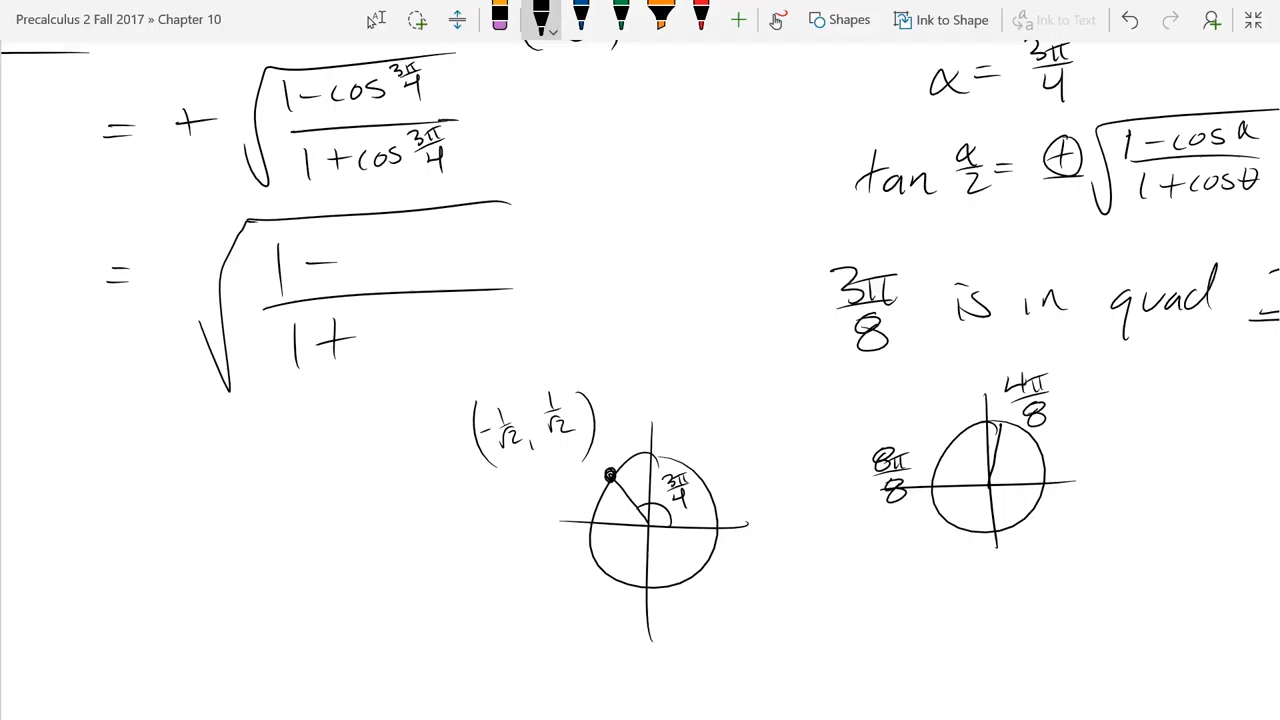 Precalculus 2 Fall 2017 » Chapter 10
Shapes
Ink to Shape
Ink to Text
= + √((1 - cos 3π/4)/(1 + cos 3π/4))
= √((1 -)/(1 +))
α = 3π/4
tan α/2 = ⊕ √((1 - cos α)/(1 + cos θ))
3π/8 is in quad
(-1/√2, 1/√2)
3π/4
4π/8
8π/8